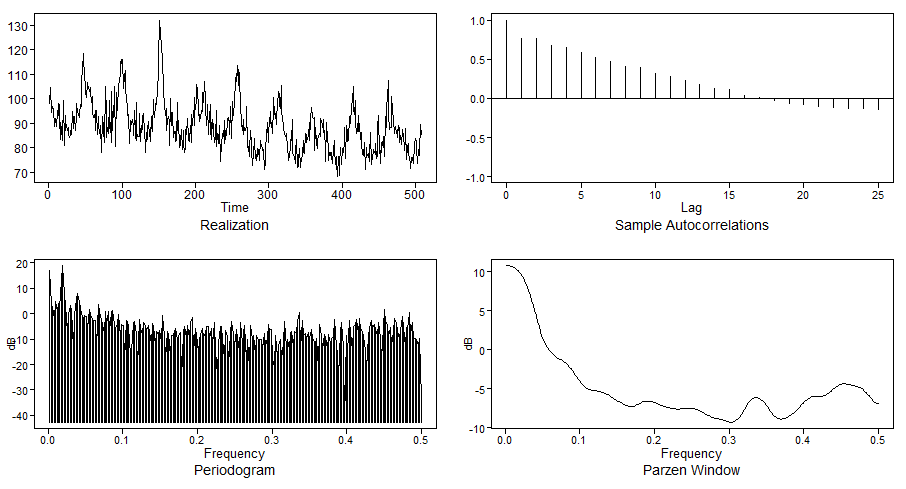 130
120
110
100
90
80
70
0 100 200 300 400 500
Time
Realization
1.0
0.5
0.0
-0.5
-1.0
0 5 10 15 20 25
Lag
Sample Autocorrelations
20
10
0
-10
-20
-30
-40
dB
0.0 0.1 0.2 0.3 0.4 0.5
Frequency
Periodogram
10
5
0
-5
-10
dB
0.0 0.1 0.2 0.3 0.4 0.5
Frequency
Parzen Window